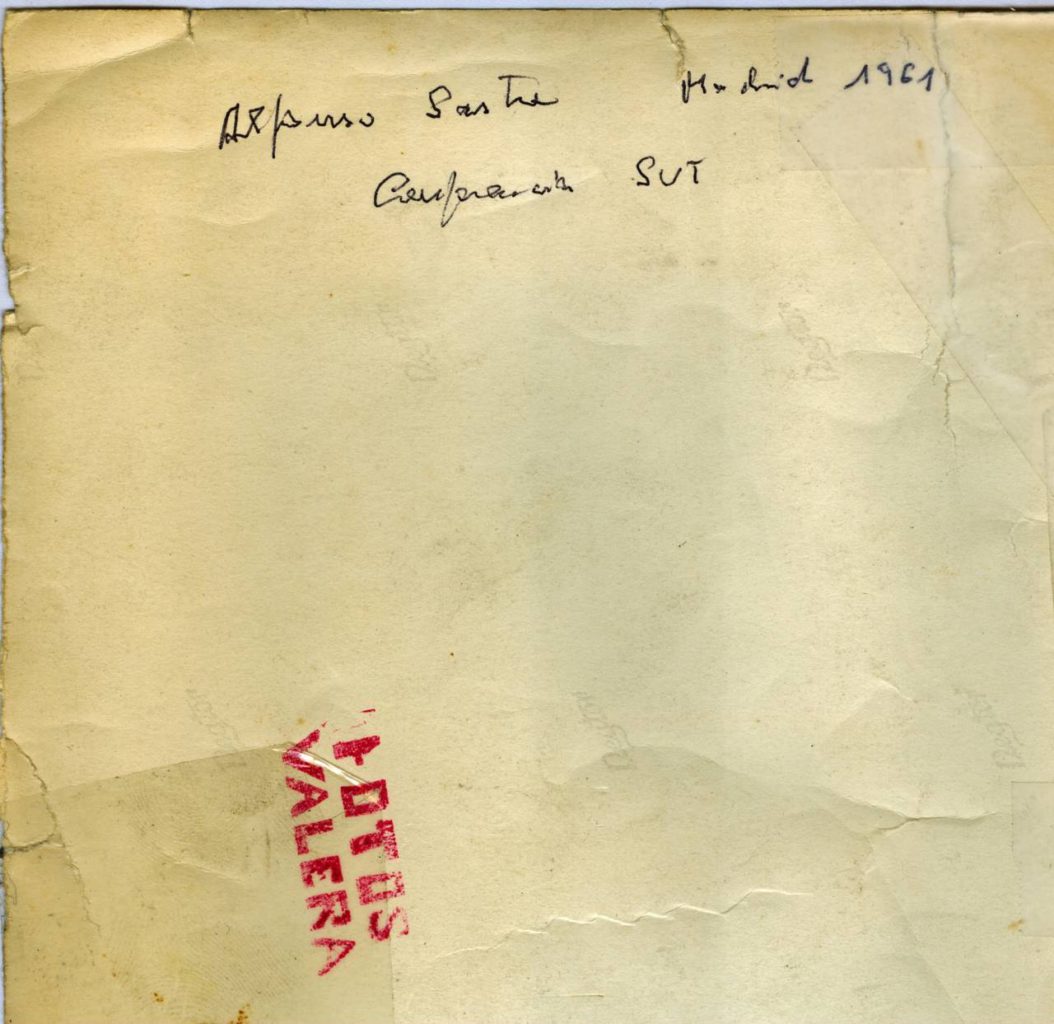 Alfonso Sastre Madrid 1961
Conferencia SUT
FOTOS
VALERA